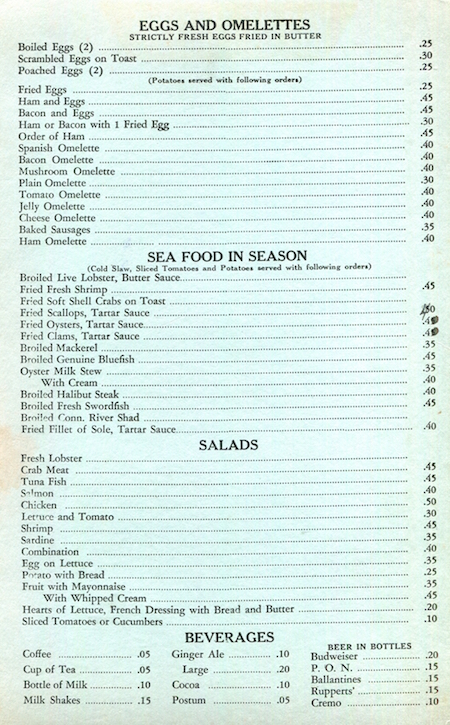 EGGS AND OMELETTES
STRICTLY FRESH EGGS FRIED IN BUTTER
Boiled Eggs (2) .25
Scrambled Eggs on Toast .30
Poached Eggs (2) .25
(Potatoes served with following orders)
Fried Eggs .25
Ham and Eggs .45
Bacon and Eggs .45
Ham or Bacon with 1 Fried Egg .30
Order of Ham .45
Spanish Omelette .40
Bacon Omelette .40
Mushroom Omelette .40
Plain Omelette .30
Tomato Omelette .40
Jelly Omelette .40
Cheese Omelette .40
Baked Sausages .35
Ham Omelette .40
SEA FOOD IN SEASON
(Cold Slaw, Sliced Tomatoes and Potatoes served with following orders)
Broiled Live Lobster, Butter Sauce
Fried Fresh Shrimp .45
Fried Soft Shell Crabs on Toast
Fried Scallops, Tartar Sauce
Fried Oysters, Tartar Sauce
Fried Clams, Tartar Sauce
Broiled Mackerel .35
Broiled Genuine Bluefish .45
Oyster Milk Stew .35
With Cream .40
Broiled Halibut Steak .40
Broiled Fresh Swordfish .45
Broiled Conn. River Shad
Fried Fillet of Sole, Tartar Sauce .40
SALADS
Fresh Lobster
Crab Meat .45
Tuna Fish .45
Salmon .40
Chicken .50
Lettuce and Tomato .30
Shrimp .45
Sardine .35
Combination .40
Egg on Lettuce .35
Potato with Bread .25
Fruit with Mayonnaise .35
With Whipped Cream .45
Hearts of Lettuce, French Dressing with Bread and Butter .20
Sliced Tomatoes or Cucumbers .10
BEVERAGES
Coffee .05
Cup of Tea .05
Bottle of Milk .10
Milk Shakes .15
Ginger Ale .10
Large .20
Cocoa .10
Postum .05
BEER IN BOTTLES
Budweiser .20
P. O. N. .15
Ballantines .15
Rupperts' .15
Cremo .10